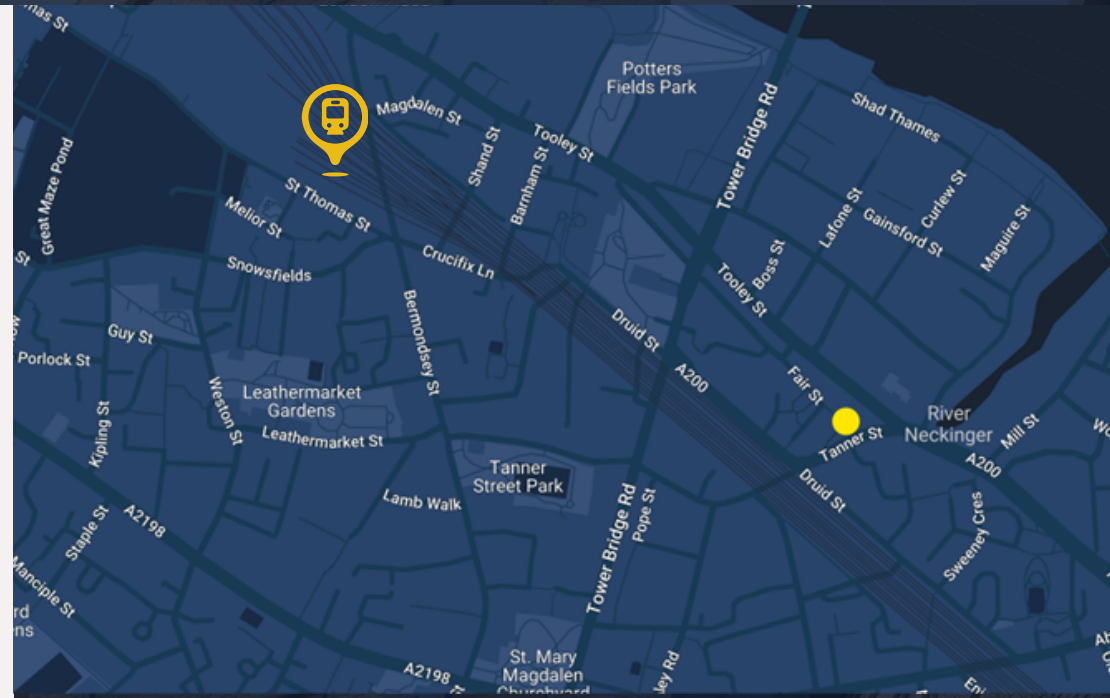 Magdalen St
Tooley St
Potters
Fields Park
Tower Bridge Rd
Shad Thames
Great Maze Pond
St Thomas St
Melior St
Shand St
Barnham St
Lafone St
Curlew St
Gainsford St
Maguire St
Boss St
Snowsfields
Crucifix Ln
St
Bermondsey St
Druid St
Tooley St
Guy St
Porlock St
Leathermarket
Gardens
Weston St
Leathermarket St
Kipling St
A200
Fair St
River
Neckinger
Tanner St
Mill St
A200
Tanner
Street Park
Lamb Walk
Druid St
Tower Bridge Rd
Pope St
Sweeney Cres
A2198
Staple St
Manciple St
St. Mary
Magdalen
Churchyard
A2198